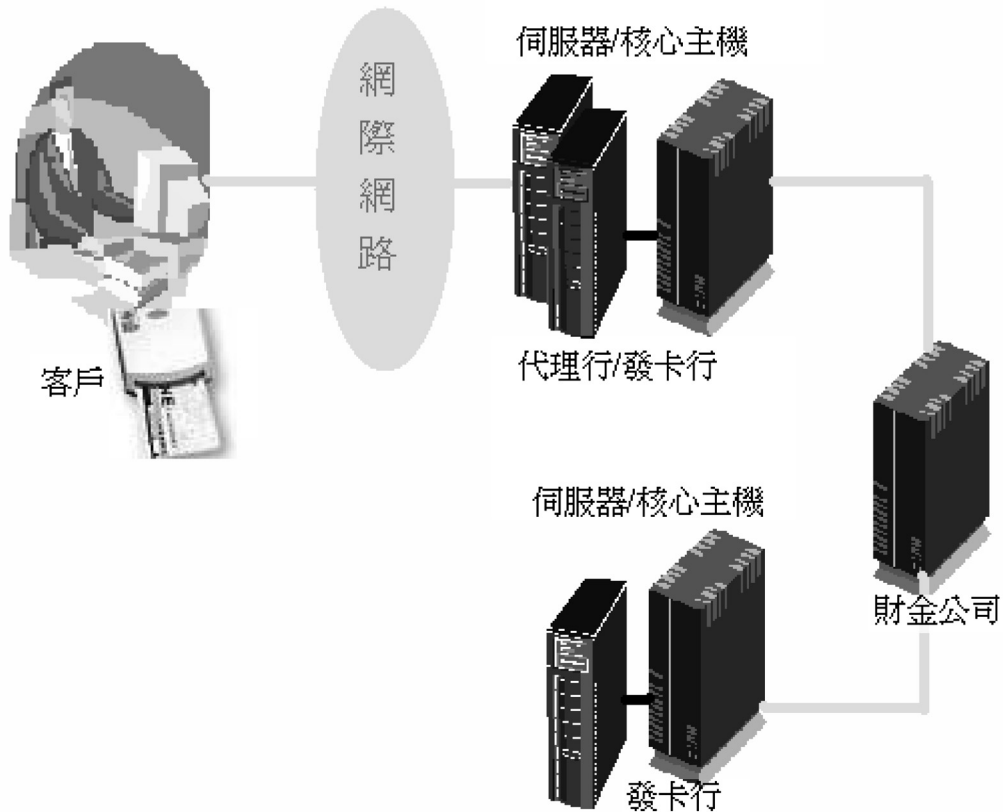 伺服器/核心主機
網際網路
代理行/發卡行
客戶
伺服器/核心主機
財金公司
發卡行